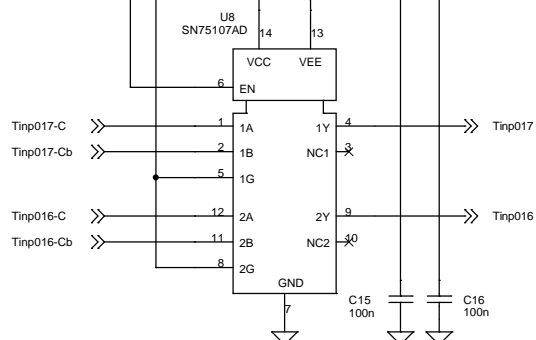 U8
SN75107AD
14
13
VCC
VEE
6
EN
Tinp017-C
1
1A
1Y
4
Tinp017
Tinp017-Cb
2
1B
NC1
3
5
1G
Tinp016-C
12
2A
2Y
9
Tinp016
Tinp016-Cb
11
2B
NC2
10
8
2G
GND
7
C15
100n
C16
100n